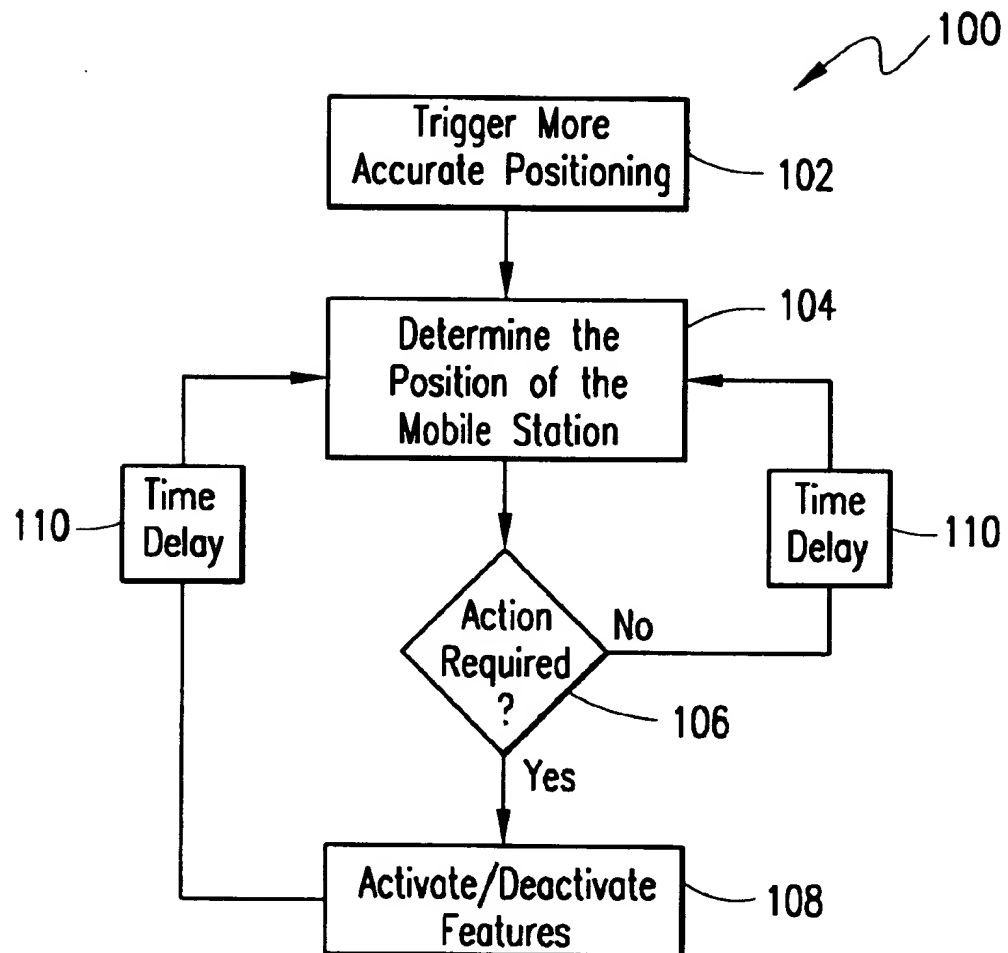 100
Trigger More
Accurate Positioning
102
104
Determine the
Position of the
Mobile Station
Time
Delay
110
Time
Delay
110
Action
Required
?
No
106
Yes
Activate/Deactivate
Features
108